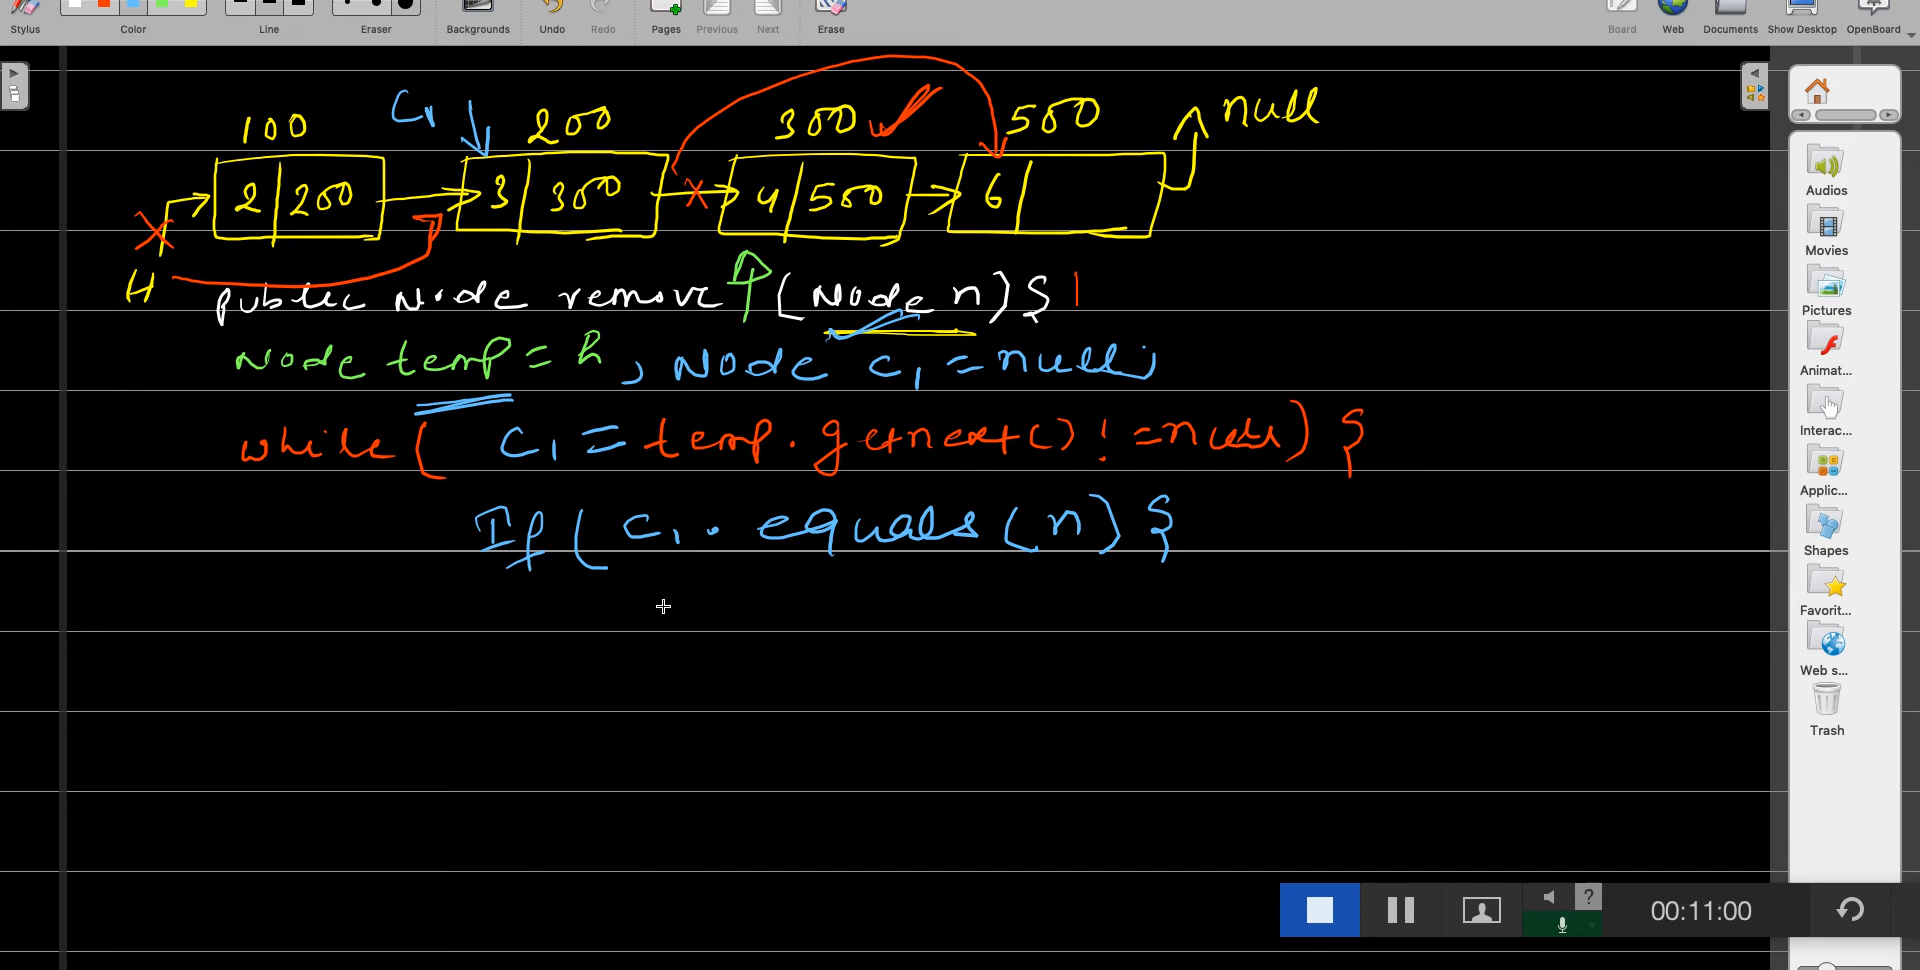 Stylus Color Line Eraser Backgrounds Undo Redo Pages Previous Next Erase Board Web Documents Show Desktop OpenBoard
C1 null
100 200 300 500
2 200 3 300 4 500 6
H
public Node remove (Node n) {
Node temp = h , Node c1 = null;
while ( c1 = temp.getnext() != null) {
If ( c1 . equals (n) {
Audios
Movies
Pictures
Animat...
Interac...
Applic...
Shapes
Favorit...
Web s...
Trash
?
00:11:00